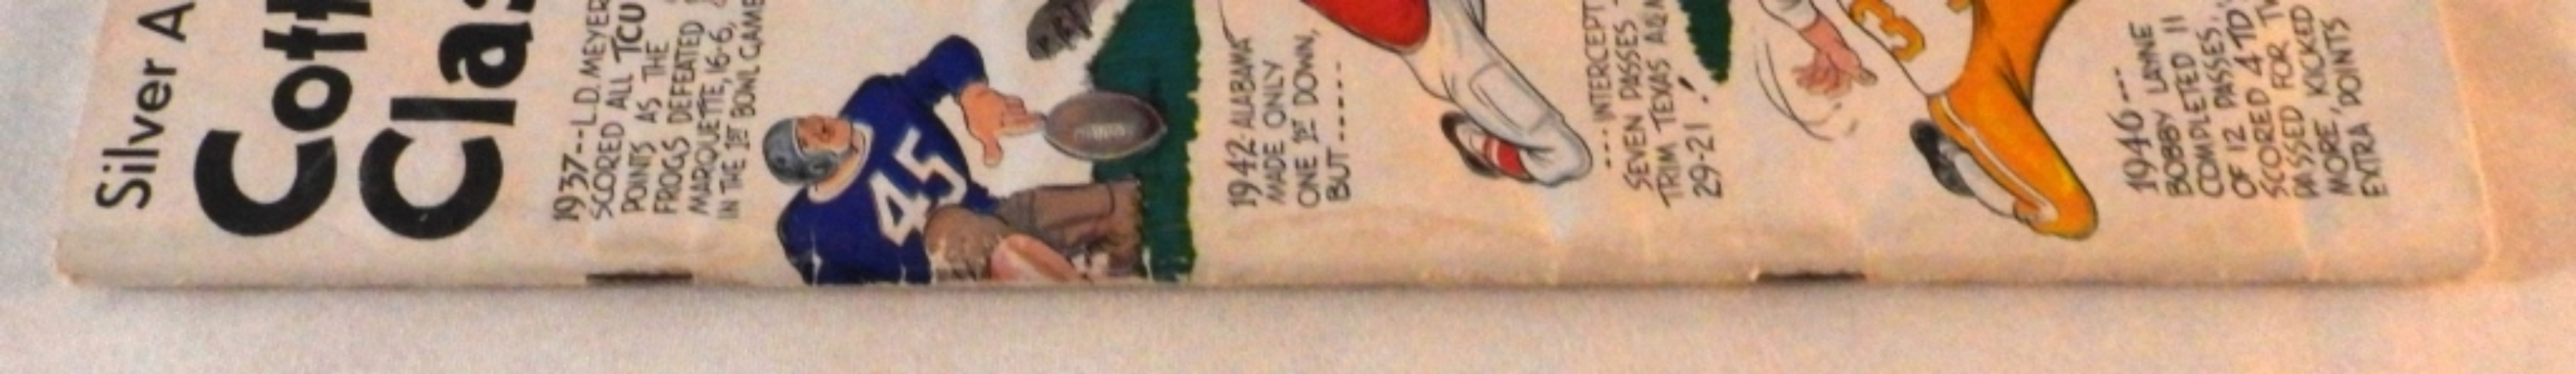 Silver A
Cott
Clas
1937--L.D. MEYER
SCORED ALL TCU
POINTS AS THE
FROGS DEFEATED
MARQUETTE, 16-6,
IN THE 1ST BOWL GAME
45
1942-ALABAMA
MADE ONLY
ONE 1ST DOWN,
BUT-----
---INTERCEPT
SEVEN PASSES -
TRIM TEXAS A&M
29-21!
3
1946---
BOBBY LAYNE
COMPLETED 11
OF 12 PASSES,
SCORED 4 TD'
PASSED FOR TW
MORE, KICKED
EXTRA POINTS